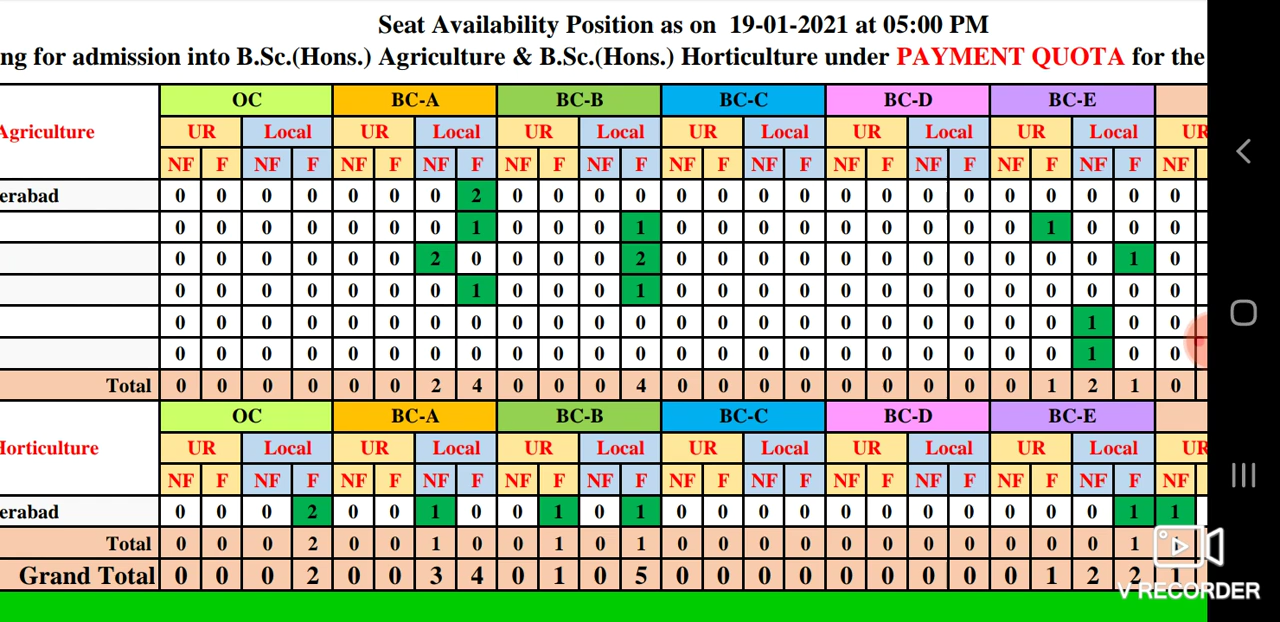 Seat Availability Position as on 19-01-2021 at 05:00 PM
ng for admission into B.Sc.(Hons.) Agriculture & B.Sc.(Hons.) Horticulture under PAYMENT QUOTA for the
Agriculture OC BC-A BC-B BC-C BC-D BC-E
UR Local UR Local UR Local UR Local UR Local UR Local UR
NF F NF F NF F NF F NF F NF F NF F NF F NF F NF F NF F NF F NF
erabad 0 0 0 0 0 0 0 2 0 0 0 0 0 0 0 0 0 0 0 0 0 0 0 0 0
0 0 0 0 0 0 0 1 0 0 0 1 0 0 0 0 0 0 0 0 0 1 0 0 0
0 0 0 0 0 0 2 0 0 0 0 2 0 0 0 0 0 0 0 0 0 0 0 1 0
0 0 0 0 0 0 0 1 0 0 0 1 0 0 0 0 0 0 0 0 0 0 0 0 0
0 0 0 0 0 0 0 0 0 0 0 0 0 0 0 0 0 0 0 0 0 0 1 0 0
0 0 0 0 0 0 0 0 0 0 0 0 0 0 0 0 0 0 0 0 0 0 1 0 0
Total 0 0 0 0 0 0 2 4 0 0 0 4 0 0 0 0 0 0 0 0 0 1 2 1 0
Horticulture OC BC-A BC-B BC-C BC-D BC-E
UR Local UR Local UR Local UR Local UR Local UR Local UR
NF F NF F NF F NF F NF F NF F NF F NF F NF F NF F NF F NF F NF
erabad 0 0 0 2 0 0 1 0 0 1 0 1 0 0 0 0 0 0 0 0 0 0 0 1 1
Total 0 0 0 2 0 0 1 0 0 1 0 1 0 0 0 0 0 0 0 0 0 0 0 1 1
Grand Total 0 0 0 2 0 0 3 4 0 1 0 5 0 0 0 0 0 0 0 0 0 1 2 2 1
V RECORDER